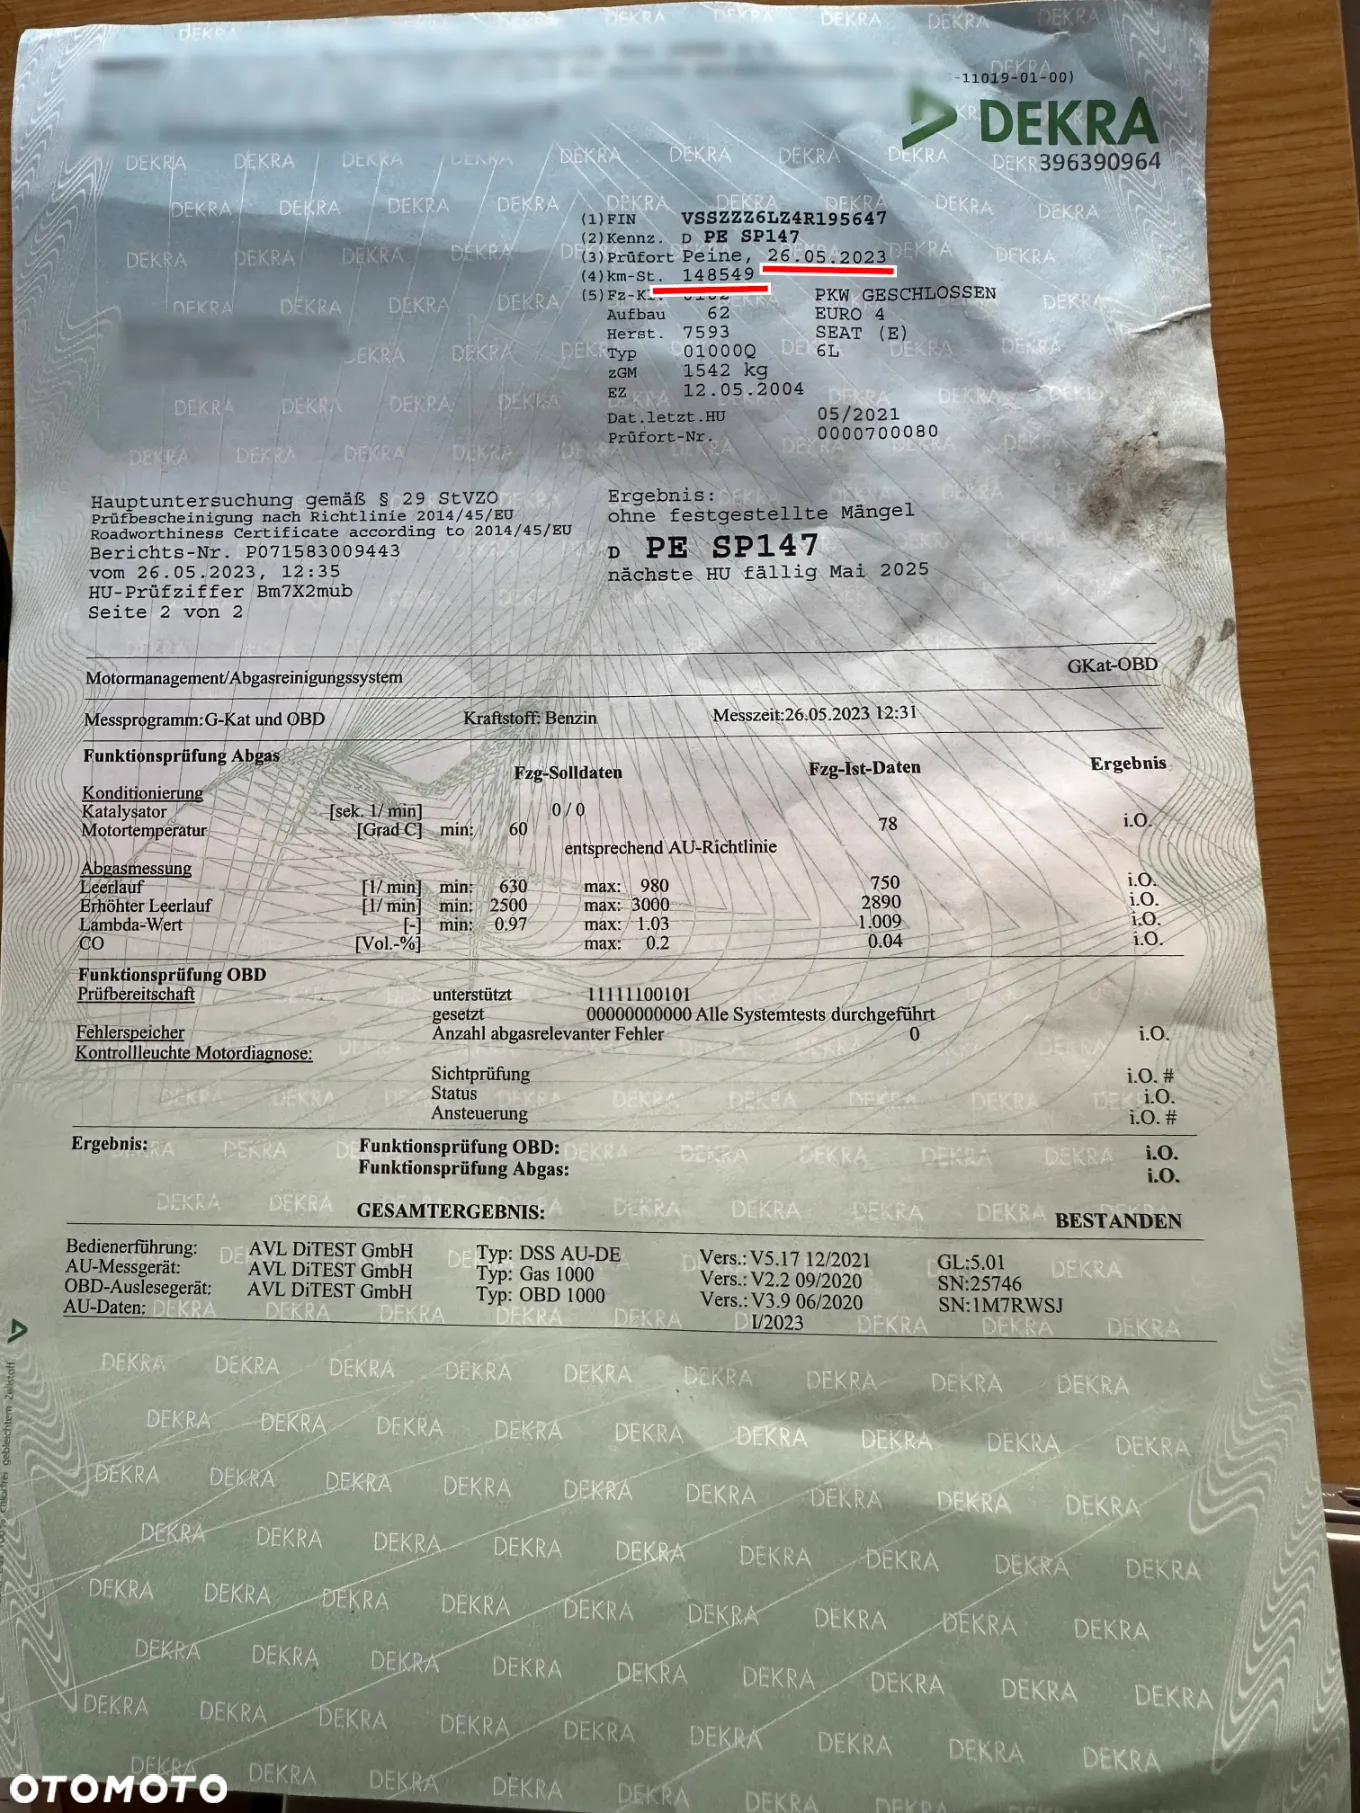 -11019-01-00)
DEKRA
396390964
(1)FIN VSSZZZ6LZ4R195647
(2)Kennz. D PE SP147
(3)Prüfort Peine, 26.05.2023
(4)km-St. 148549
(5)Fz-K 0102 PKW GESCHLOSSEN
Aufbau 62 EURO 4
Herst. 7593 SEAT (E)
Typ 01000Q 6L
zGM 1542 kg
EZ 12.05.2004
Dat.letzt.HU 05/2021
Prüfort-Nr. 0000700080
Hauptuntersuchung gemäß § 29 StVZO
Prüfbescheinigung nach Richtlinie 2014/45/EU
Roadworthiness Certificate according to 2014/45/EU
Berichts-Nr. P071583009443
vom 26.05.2023, 12:35
HU-Prüfziffer Bm7X2mub
Seite 2 von 2
Ergebnis:
ohne festgestellte Mängel
D PE SP147
nächste HU fällig Mai 2025
Motormanagement/Abgasreinigungssystem GKat-OBD
Messprogramm:G-Kat und OBD Kraftstoff: Benzin Messzeit:26.05.2023 12:31
Funktionsprüfung Abgas Fzg-Solldaten Fzg-Ist-Daten Ergebnis
Konditionierung
Katalysator [sek. 1/ min] 0 / 0
Motortemperatur [Grad C] min: 60 78 i.O.
entsprechend AU-Richtlinie
Abgasmessung
Leerlauf [1/ min] min: 630 max: 980 750 i.O.
Erhöhter Leerlauf [1/ min] min: 2500 max: 3000 2890 i.O.
Lambda-Wert [-] min: 0.97 max: 1.03 1.009 i.O.
CO [Vol.-%] max: 0.2 0.04 i.O.
Funktionsprüfung OBD
Prüfbereitschaft unterstützt 11111100101
gesetzt 00000000000 Alle Systemtests durchgeführt
Fehlerspeicher Anzahl abgasrelevanter Fehler 0 i.O.
Kontrollleuchte Motordiagnose:
Sichtprüfung i.O. #
Status i.O.
Ansteuerung i.O. #
Ergebnis: Funktionsprüfung OBD: i.O.
Funktionsprüfung Abgas: i.O.
GESAMTERGEBNIS: BESTANDEN
Bedienerführung: AVL DiTEST GmbH Typ: DSS AU-DE Vers.: V5.17 12/2021 GL:5.01
AU-Messgerät: AVL DiTEST GmbH Typ: Gas 1000 Vers.: V2.2 09/2020 SN:25746
OBD-Auslesegerät: AVL DiTEST GmbH Typ: OBD 1000 Vers.: V3.9 06/2020 SN:1M7RWSJ
AU-Daten: I/2023
OTOMOTO